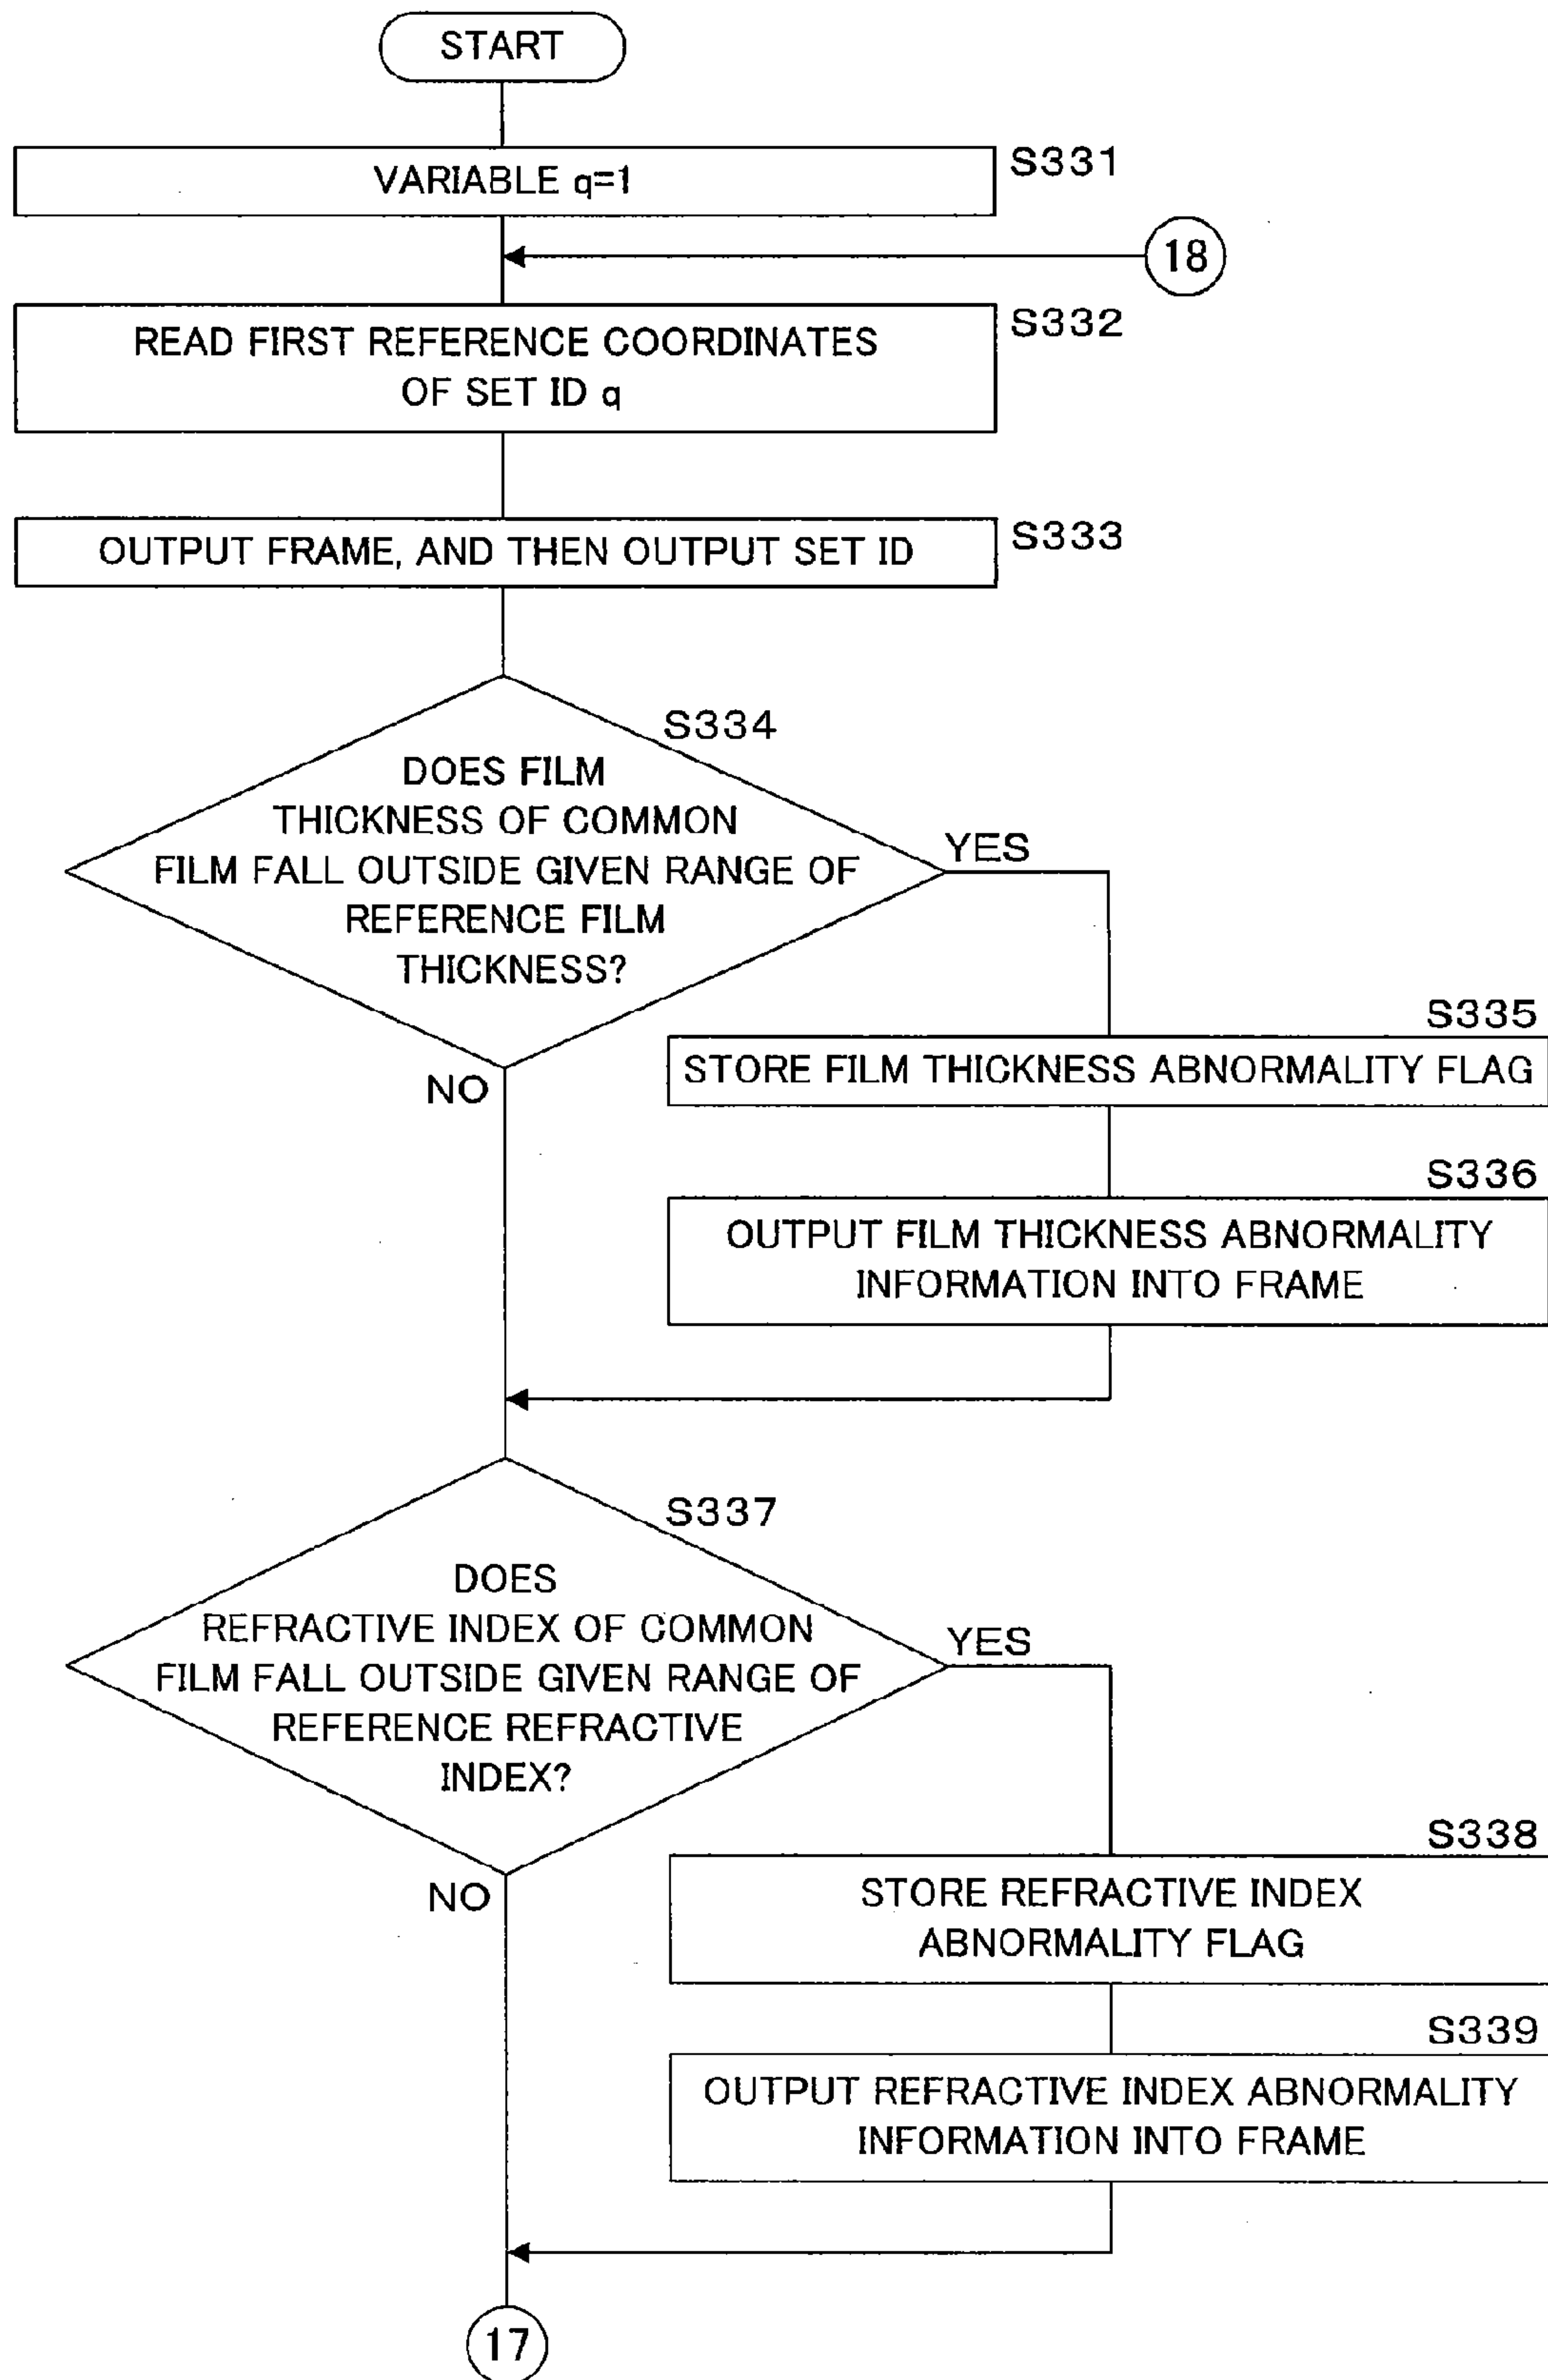 START
S331
VARIABLE q=1
18
S332
READ FIRST REFERENCE COORDINATES
OF SET ID q
S333
OUTPUT FRAME, AND THEN OUTPUT SET ID
S334
DOES FILM
THICKNESS OF COMMON
FILM FALL OUTSIDE GIVEN RANGE OF
REFERENCE FILM
THICKNESS?
YES
NO
S335
STORE FILM THICKNESS ABNORMALITY FLAG
S336
OUTPUT FILM THICKNESS ABNORMALITY
INFORMATION INTO FRAME
S337
DOES
REFRACTIVE INDEX OF COMMON
FILM FALL OUTSIDE GIVEN RANGE OF
REFERENCE REFRACTIVE
INDEX?
YES
NO
S338
STORE REFRACTIVE INDEX
ABNORMALITY FLAG
S339
OUTPUT REFRACTIVE INDEX ABNORMALITY
INFORMATION INTO FRAME
17